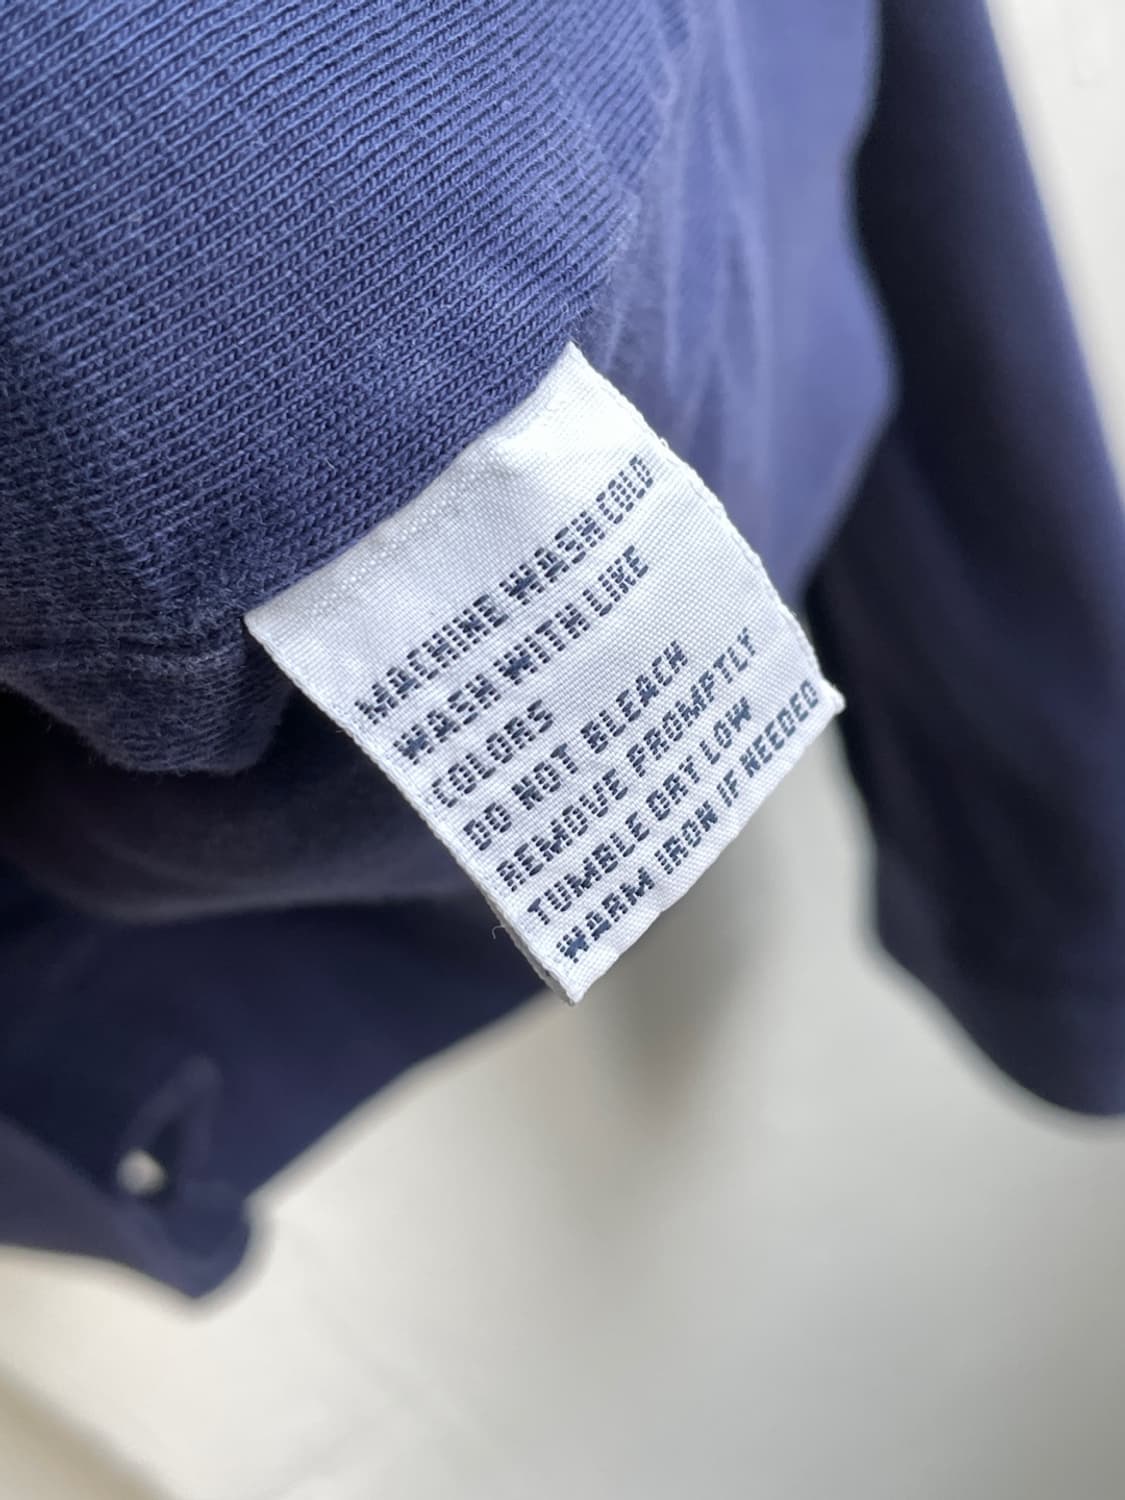 MACHINE WASH COLD
WASH WITH LIKE
COLORS
DO NOT BLEACH
REMOVE PROMPTLY
TUMBLE DRY LOW
WARM IRON IF NEEDED